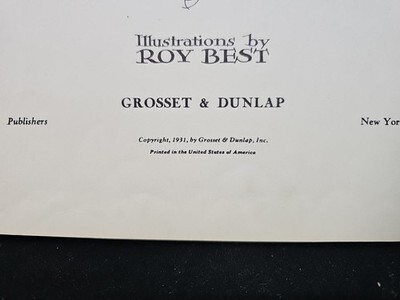 Illustrations by
ROY BEST
GROSSET & DUNLAP
Publishers
New Yor
Copyright, 1931, by Grosset & Dunlap, Inc.
Printed in the United States of America